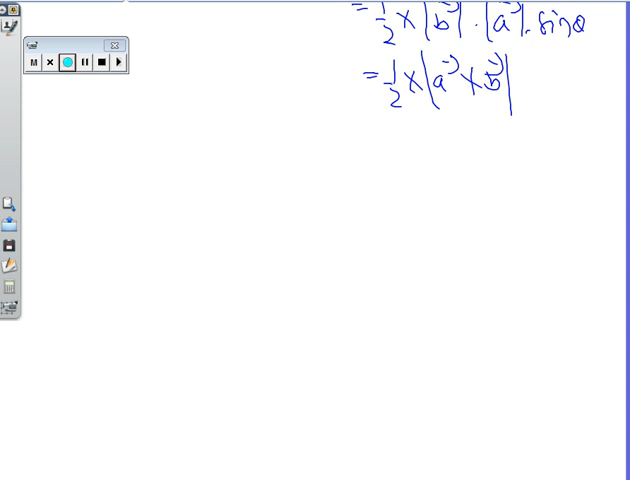 = 1/2 × |b⃗| · |a⃗| · sinθ
= 1/2 × |a⃗ × b⃗|
M